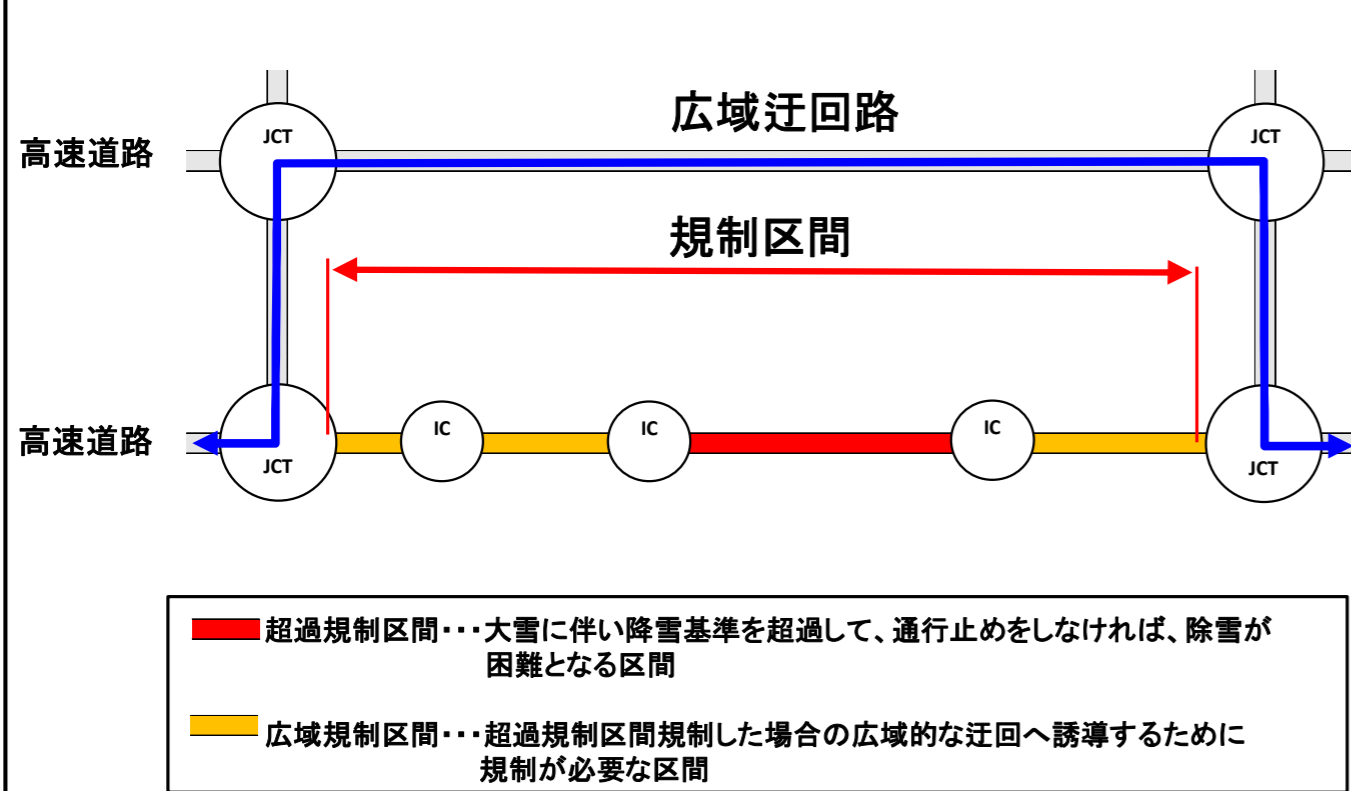 広域迂回路
JCT
JCT
高速道路
規制区間
高速道路
IC
IC
IC
JCT
JCT
超過規制区間･･･大雪に伴い降雪基準を超過して、通行止めをしなければ、除雪が
困難となる区間
広域規制区間･･･超過規制区間規制した場合の広域的な迂回へ誘導するために
規制が必要な区間